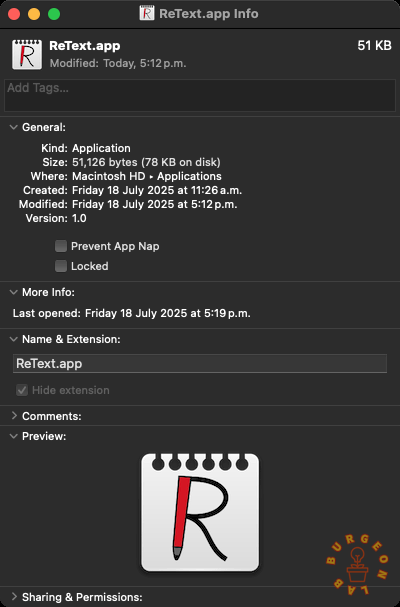 ReText.app Info
ReText.app 51 KB
Modified: Today, 5:12 p.m.
Add Tags...
General:
Kind: Application
Size: 51,126 bytes (78 KB on disk)
Where: Macintosh HD ▸ Applications
Created: Friday 18 July 2025 at 11:26 a.m.
Modified: Friday 18 July 2025 at 5:12 p.m.
Version: 1.0
Prevent App Nap
Locked
More Info:
Last opened: Friday 18 July 2025 at 5:19 p.m.
Name & Extension:
ReText.app
Hide extension
Comments:
Preview:
R
BURGEON LAB
Sharing & Permissions: